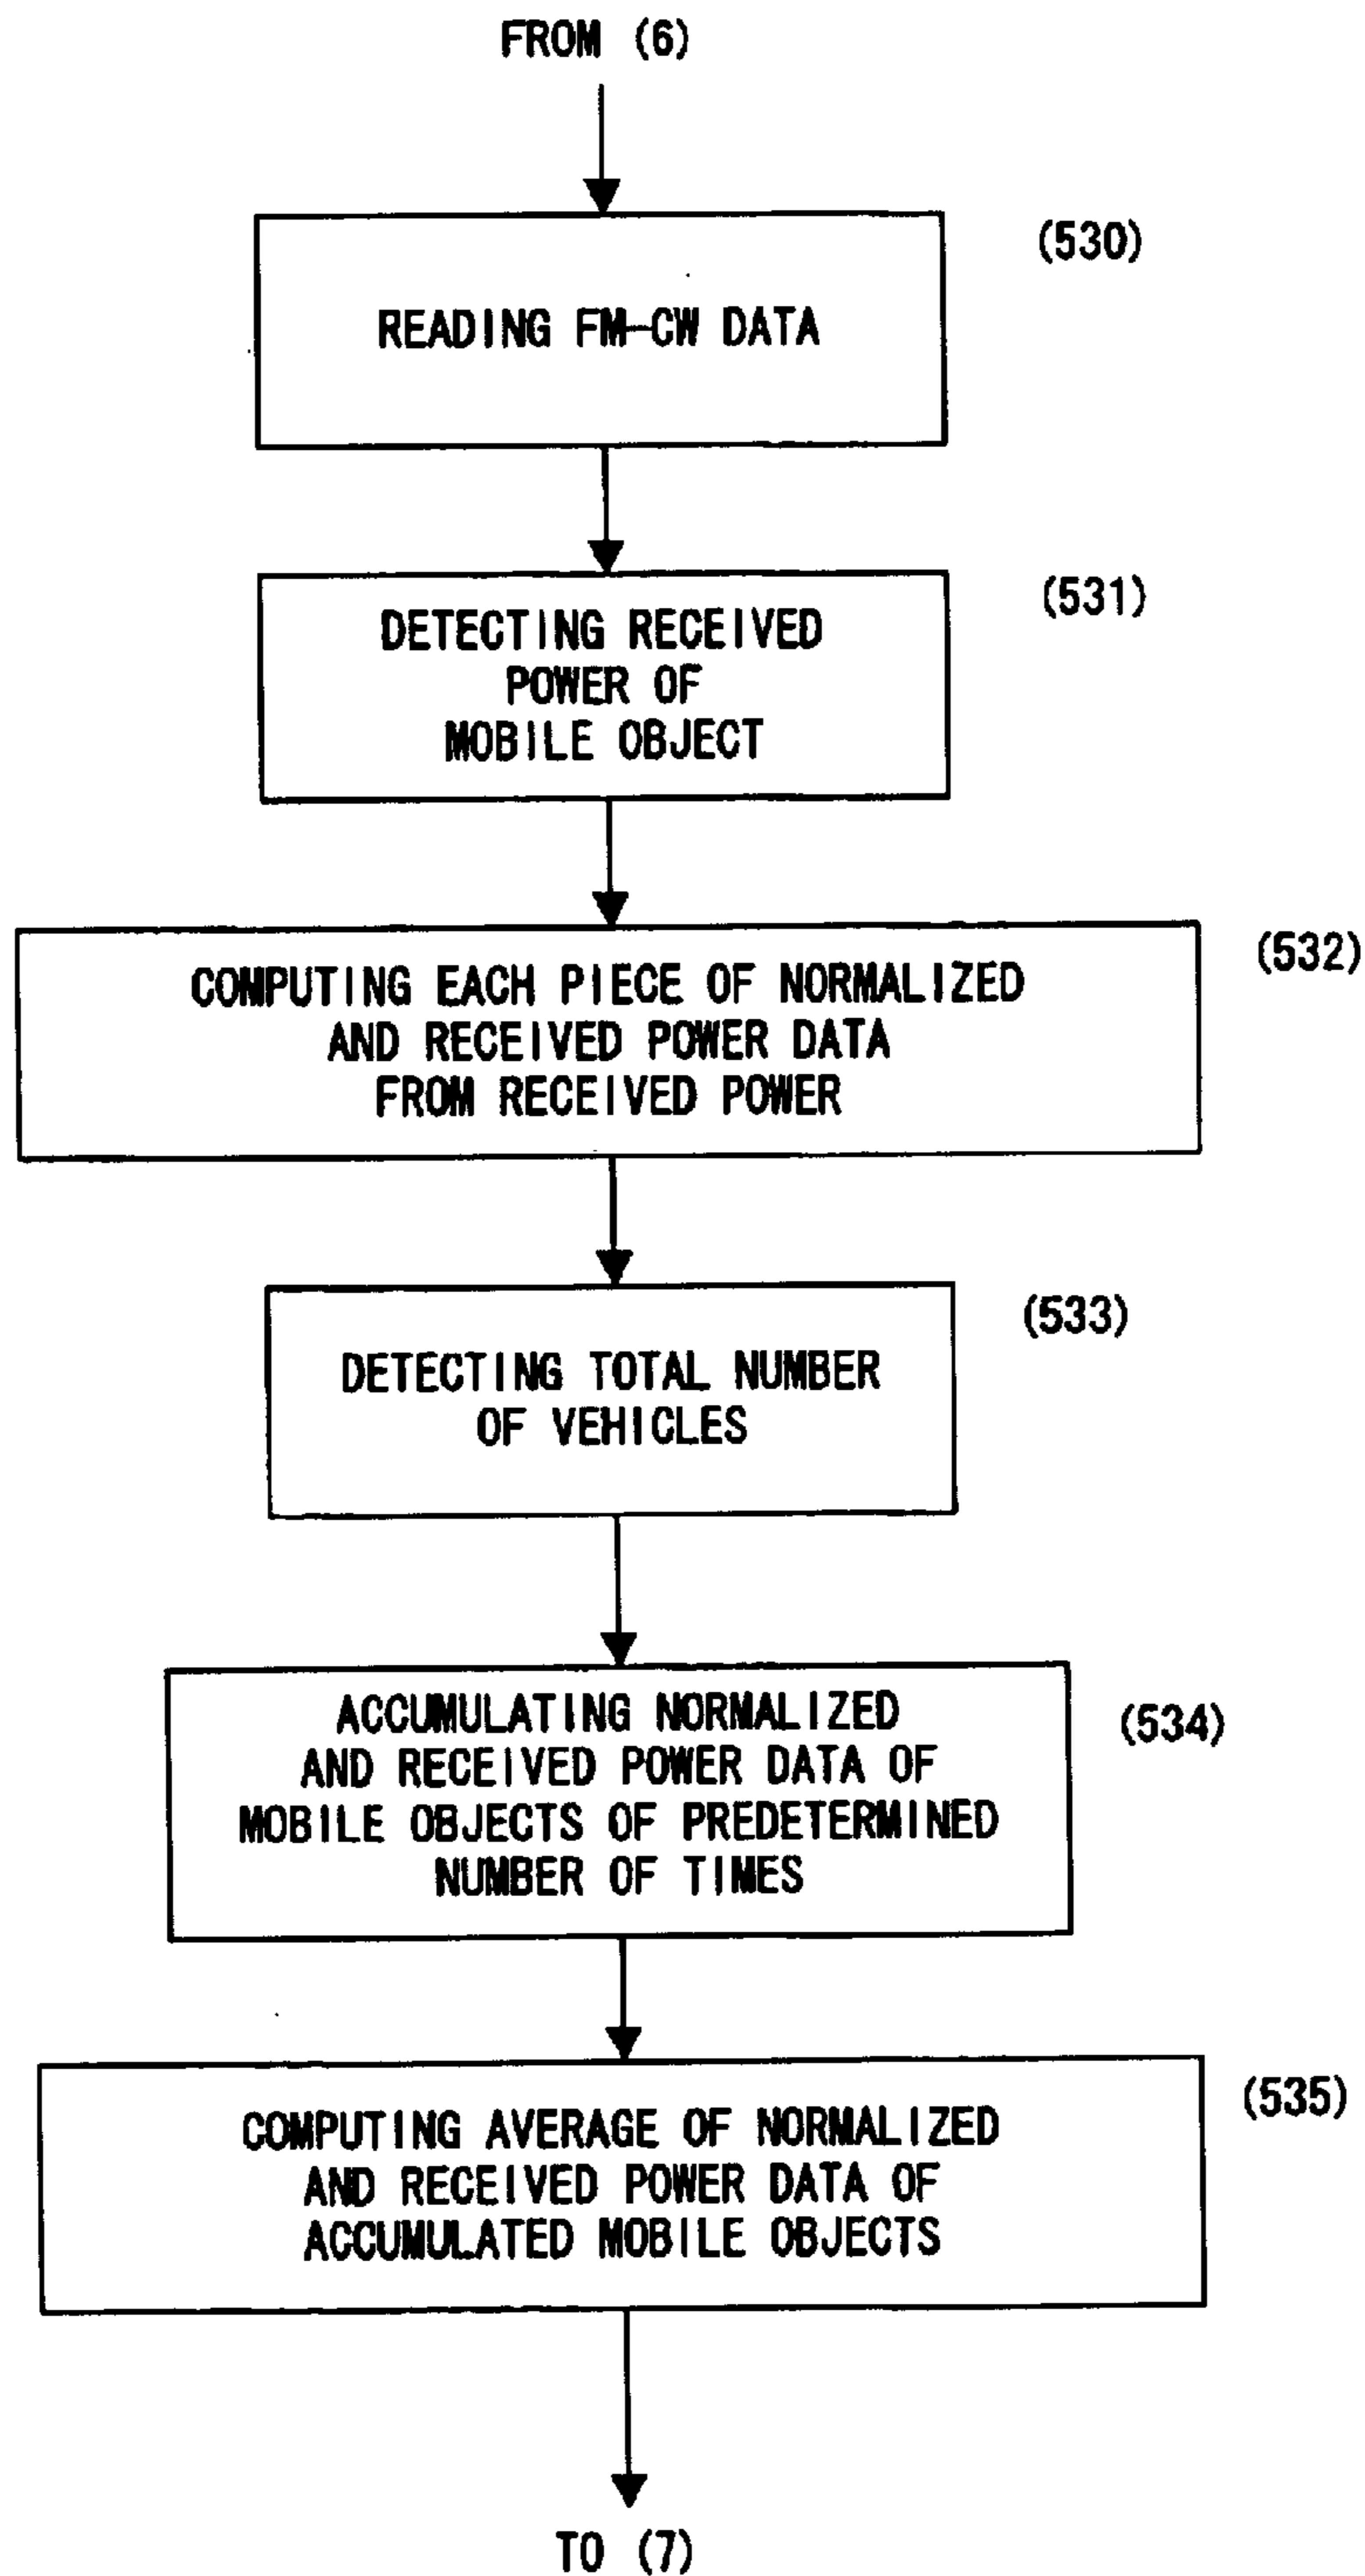 FROM (6)
(530)
READING FM-CW DATA
(531)
DETECTING RECEIVED
POWER OF
MOBILE OBJECT
(532)
COMPUTING EACH PIECE OF NORMALIZED
AND RECEIVED POWER DATA
FROM RECEIVED POWER
(533)
DETECTING TOTAL NUMBER
OF VEHICLES
(534)
ACCUMULATING NORMALIZED
AND RECEIVED POWER DATA OF
MOBILE OBJECTS OF PREDETERMINED
NUMBER OF TIMES
(535)
COMPUTING AVERAGE OF NORMALIZED
AND RECEIVED POWER DATA OF
ACCUMULATED MOBILE OBJECTS
TO (7)